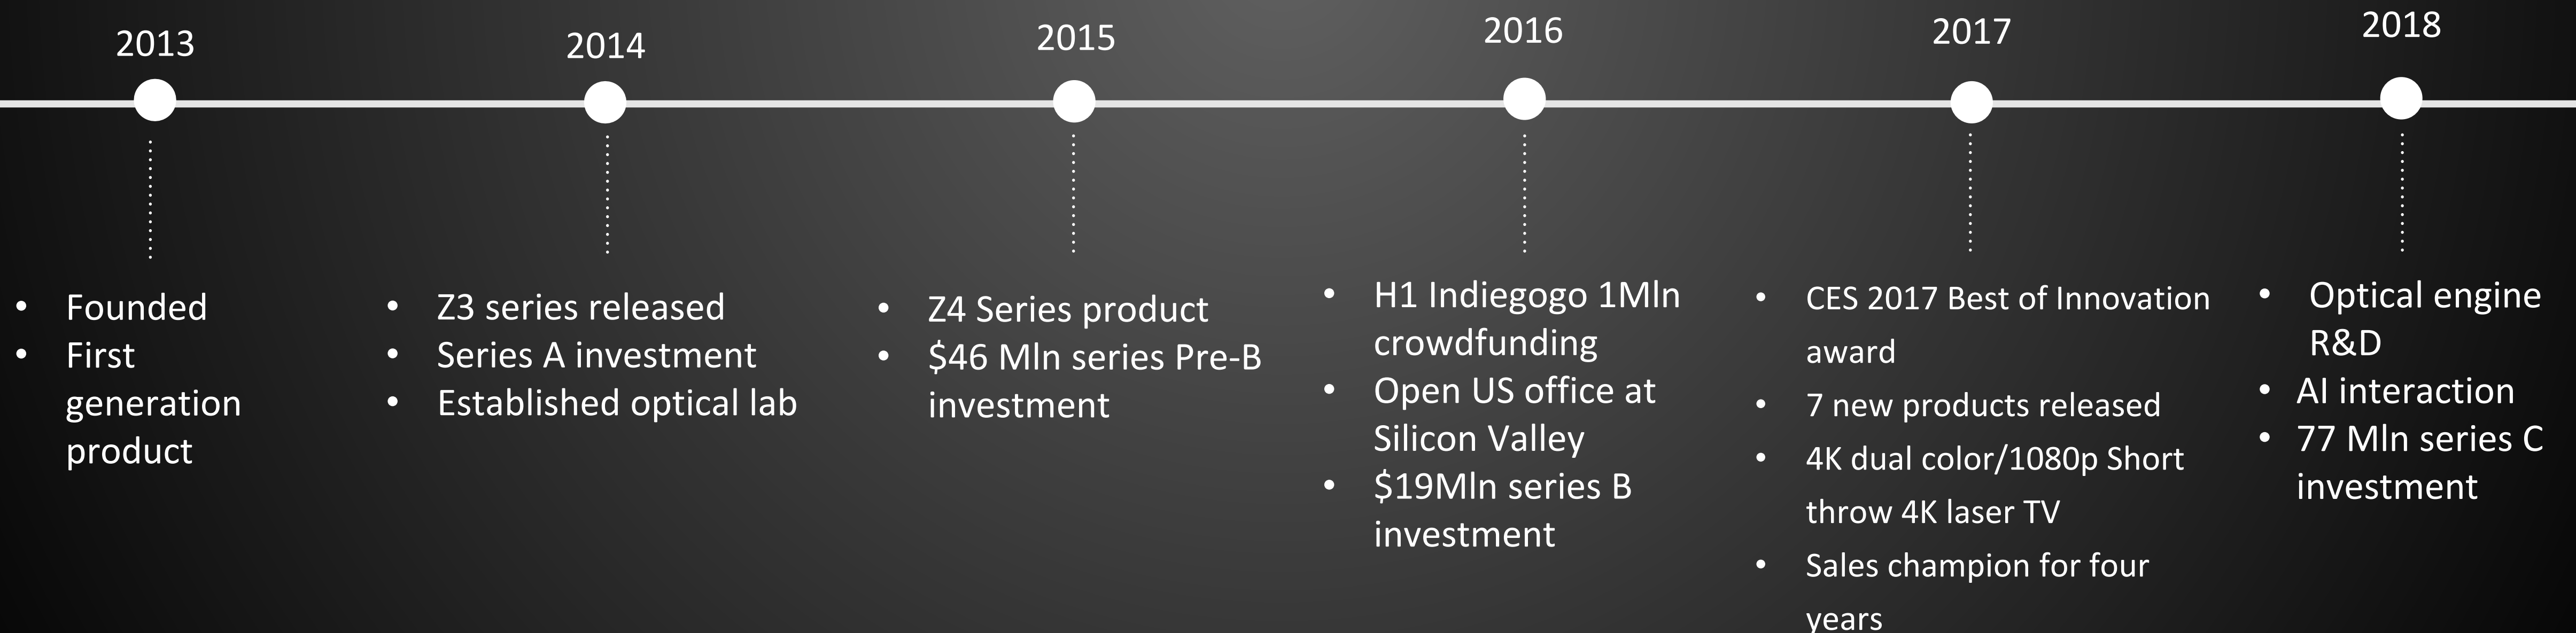 2013
• Founded
• First
generation
product
2014
• Z3 series released
• Series A investment
• Established optical lab
2015
• Z4 Series product
• $46 Mln series Pre-B
investment
2016
• H1 Indiegogo 1Mln
crowdfunding
• Open US office at
Silicon Valley
• $19Mln series B
investment
2017
• CES 2017 Best of Innovation
award
• 7 new products released
• 4K dual color/1080p Short
throw 4K laser TV
• Sales champion for four
years
2018
• Optical engine
R&D
• AI interaction
• 77 Mln series C
investment